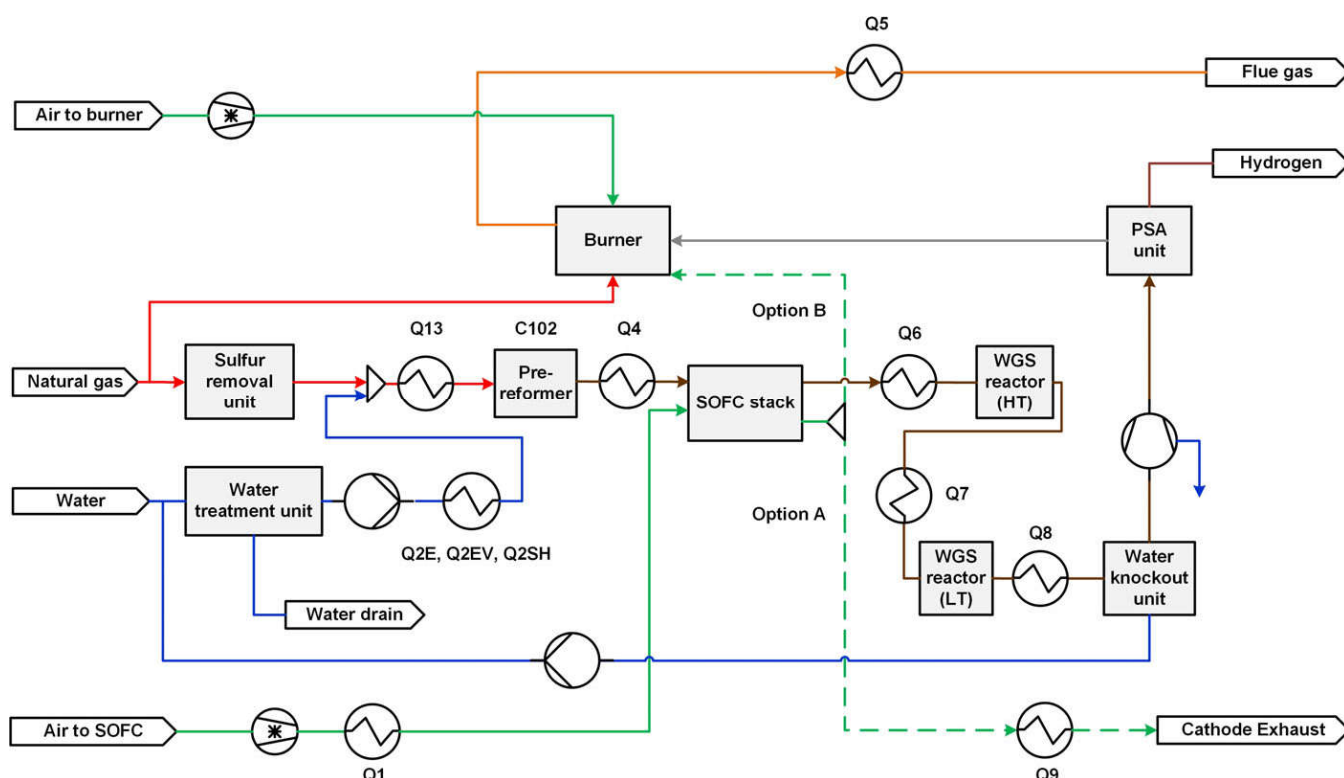 Q5
Flue gas
Air to burner
Hydrogen
Burner
PSA
unit
Option B
Q13
C102
Q4
Q6
Natural gas
Sulfur
removal
unit
Pre-
reformer
SOFC stack
WGS
reactor
(HT)
Water
Water
treatment unit
Q2E, Q2EV, Q2SH
Option A
Q7
Q8
WGS
reactor
(LT)
Water
knockout
unit
Water drain
Air to SOFC
Q1
Q9
Cathode Exhaust